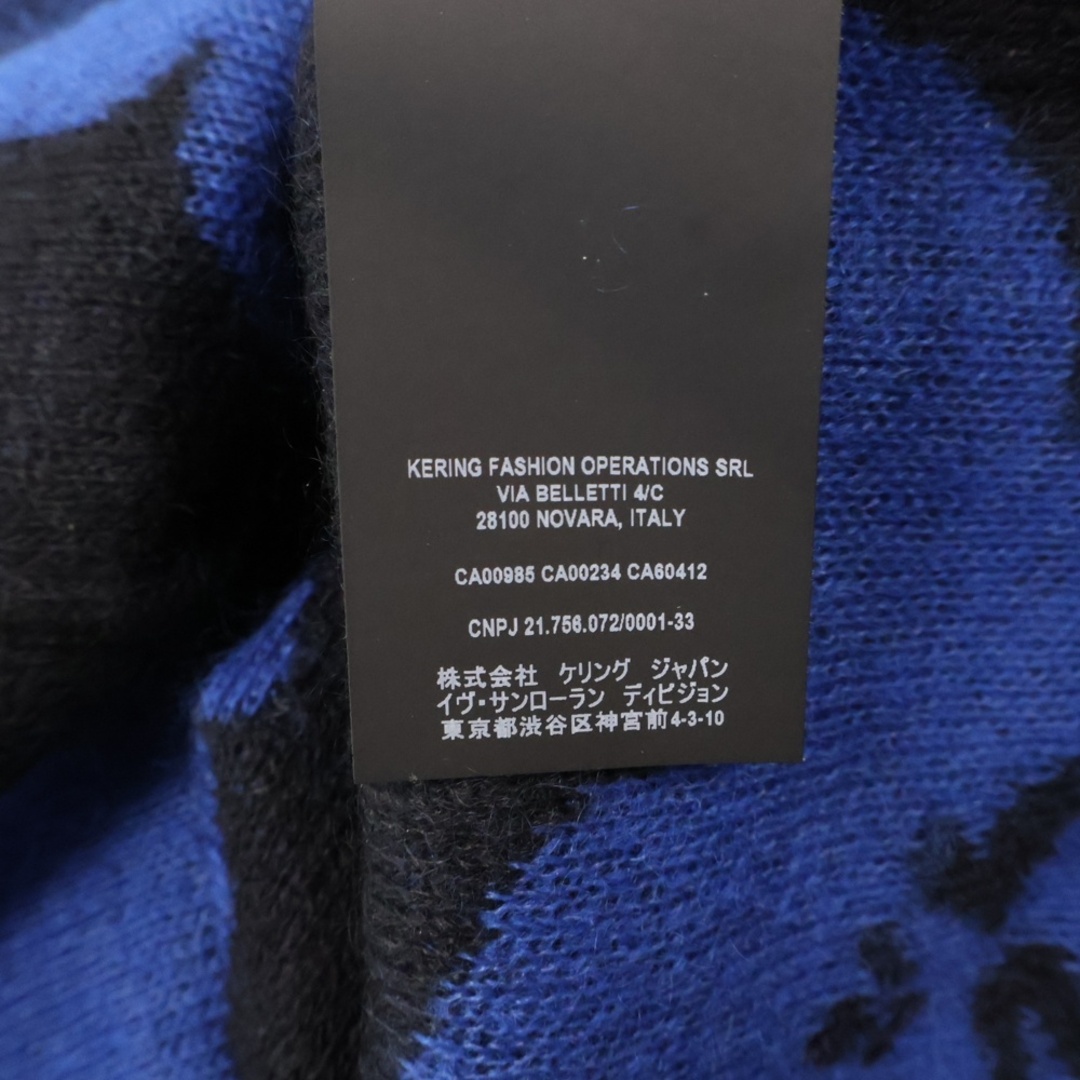 KERING FASHION OPERATIONS SRL
VIA BELLETTI 4/C
28100 NOVARA, ITALY
CA00985 CA00234 CA60412
CNPJ 21.756.072/0001-33
株式会社 ケリング ジャパン
イヴ・サンローラン ディビジョン
東京都渋谷区神宮前4-3-10